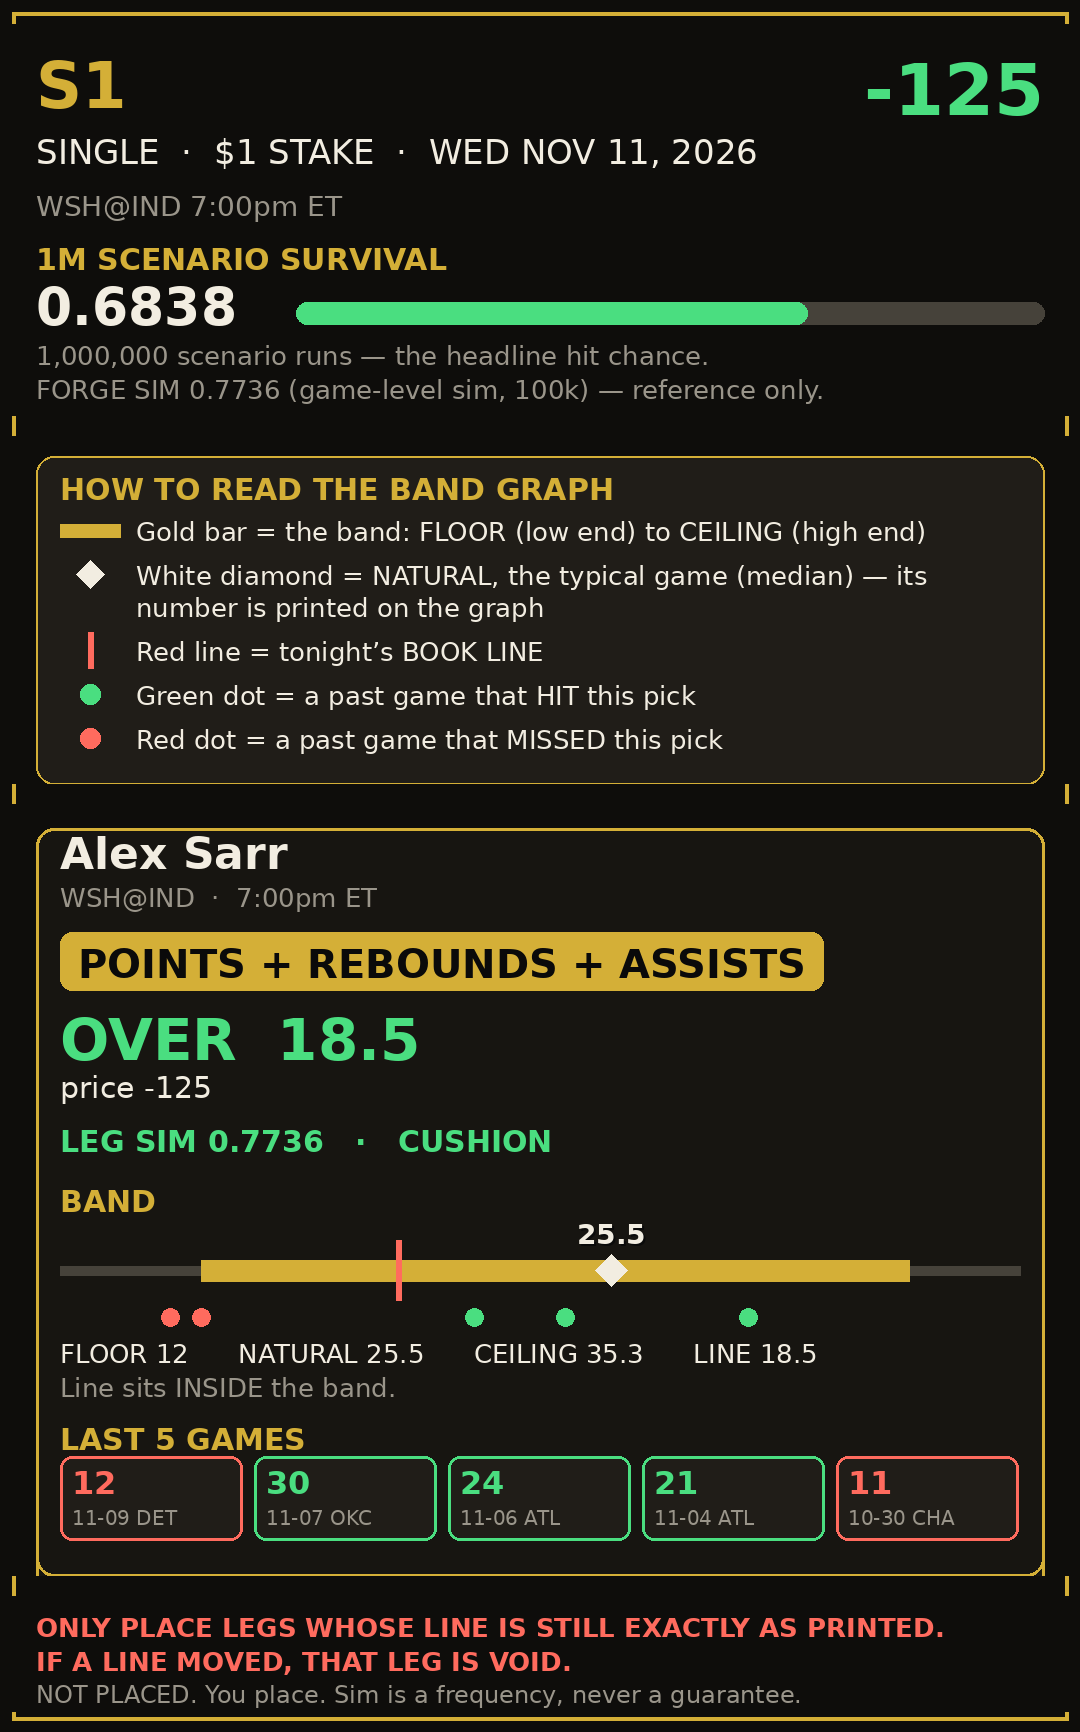 S1
-125
SINGLE · $1 STAKE · WED NOV 11, 2026
WSH@IND 7:00pm ET
1M SCENARIO SURVIVAL
0.6838
1,000,000 scenario runs — the headline hit chance.
FORGE SIM 0.7736 (game-level sim, 100k) — reference only.
HOW TO READ THE BAND GRAPH
Gold bar = the band: FLOOR (low end) to CEILING (high end)
White diamond = NATURAL, the typical game (median) — its
number is printed on the graph
Red line = tonight’s BOOK LINE
Green dot = a past game that HIT this pick
Red dot = a past game that MISSED this pick
Alex Sarr
WSH@IND · 7:00pm ET
POINTS + REBOUNDS + ASSISTS
OVER 18.5
price -125
LEG SIM 0.7736 · CUSHION
BAND
25.5
FLOOR 12 NATURAL 25.5 CEILING 35.3 LINE 18.5
Line sits INSIDE the band.
LAST 5 GAMES
12 30 24 21 11
11-09 DET 11-07 OKC 11-06 ATL 11-04 ATL 10-30 CHA
ONLY PLACE LEGS WHOSE LINE IS STILL EXACTLY AS PRINTED.
IF A LINE MOVED, THAT LEG IS VOID.
NOT PLACED. You place. Sim is a frequency, never a guarantee.